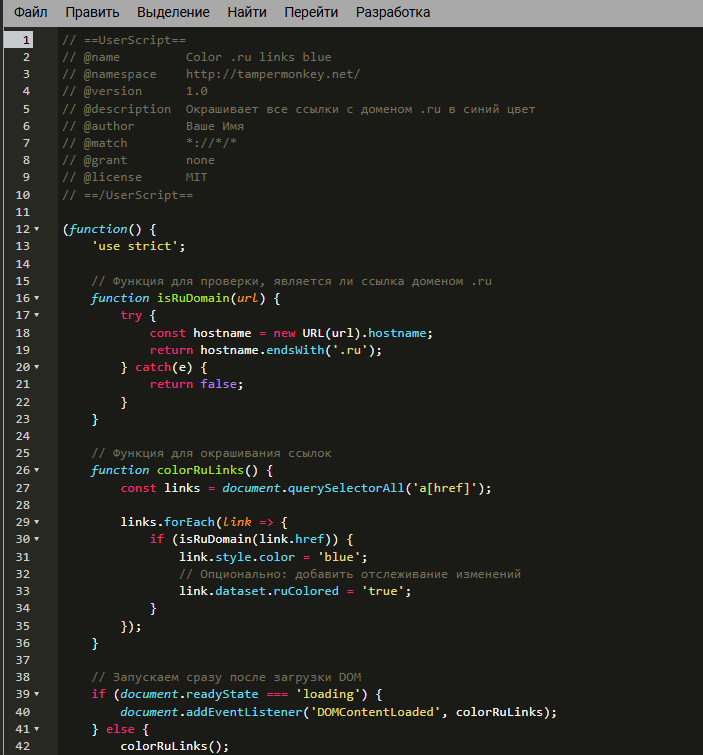 Файл Править Выделение Найти Перейти Разработка
1 // ==UserScript==
2 // @name         Color .ru links blue
3 // @namespace    http://tampermonkey.net/
4 // @version      1.0
5 // @description  Окрашивает все ссылки с доменом .ru в синий цвет
6 // @author       Ваше Имя
7 // @match        *://*/*
8 // @grant        none
9 // @license      MIT
10 // ==/UserScript==
11
12 (function() {
13     'use strict';
14
15     // Функция для проверки, является ли ссылка доменом .ru
16     function isRuDomain(url) {
17         try {
18             const hostname = new URL(url).hostname;
19             return hostname.endsWith('.ru');
20         } catch(e) {
21             return false;
22         }
23     }
24
25     // Функция для окрашивания ссылок
26     function colorRuLinks() {
27         const links = document.querySelectorAll('a[href]');
28
29         links.forEach(link => {
30             if (isRuDomain(link.href)) {
31                 link.style.color = 'blue';
32                 // Опционально: добавить отслеживание изменений
33                 link.dataset.ruColored = 'true';
34             }
35         });
36     }
37
38     // Запускаем сразу после загрузки DOM
39     if (document.readyState === 'loading') {
40         document.addEventListener('DOMContentLoaded', colorRuLinks);
41     } else {
42         colorRuLinks();